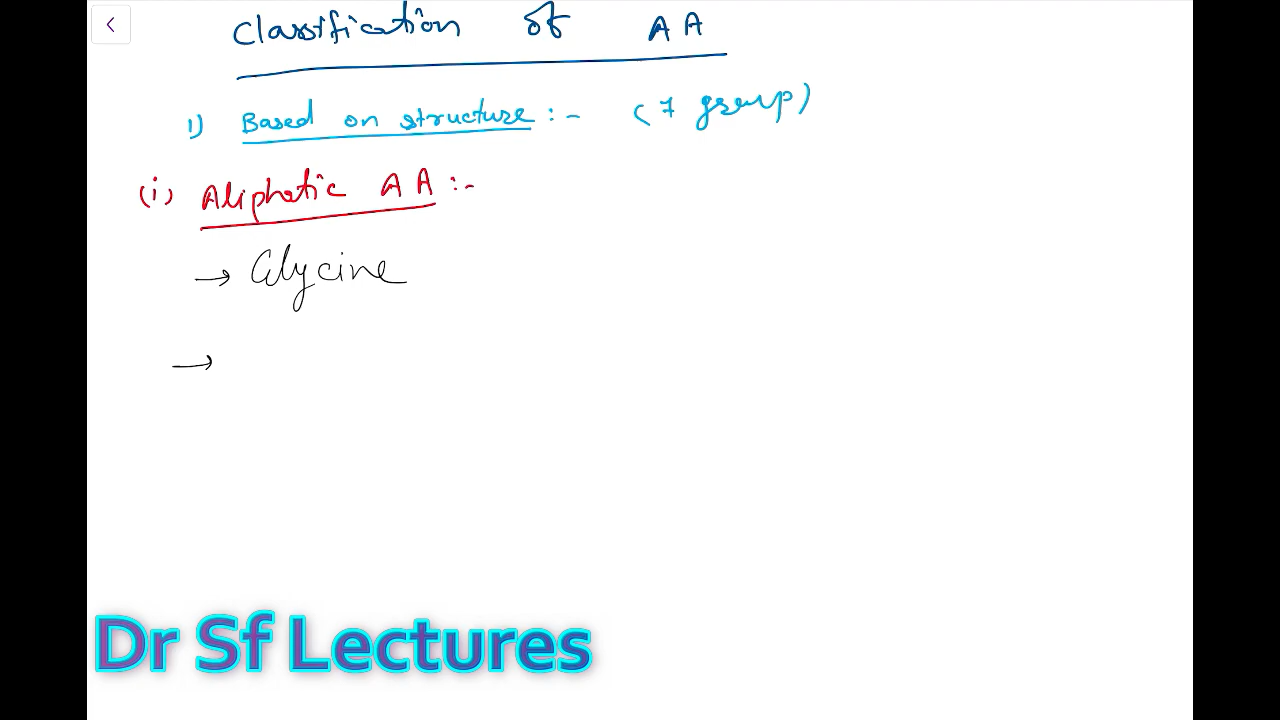 Classification of AA
1) Based on structure :- (7 group)
(i) Aliphatic AA :-
→ Glycine
→
Dr Sf Lectures